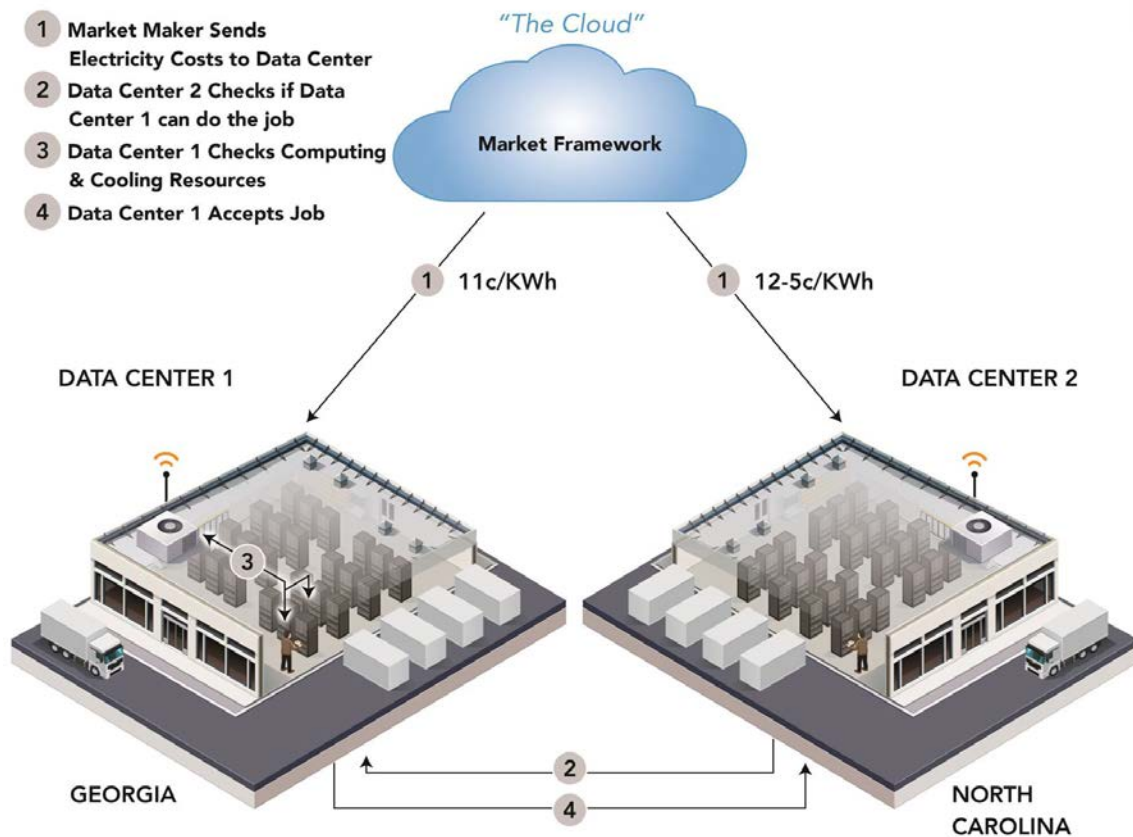 "The Cloud"
1 Market Maker Sends
Electricity Costs to Data Center
2 Data Center 2 Checks if Data
Center 1 can do the job
3 Data Center 1 Checks Computing
& Cooling Resources
4 Data Center 1 Accepts Job
Market Framework
1 11c/KWh
1 12-5c/KWh
DATA CENTER 1
DATA CENTER 2
3
2
4
GEORGIA
NORTH
CAROLINA